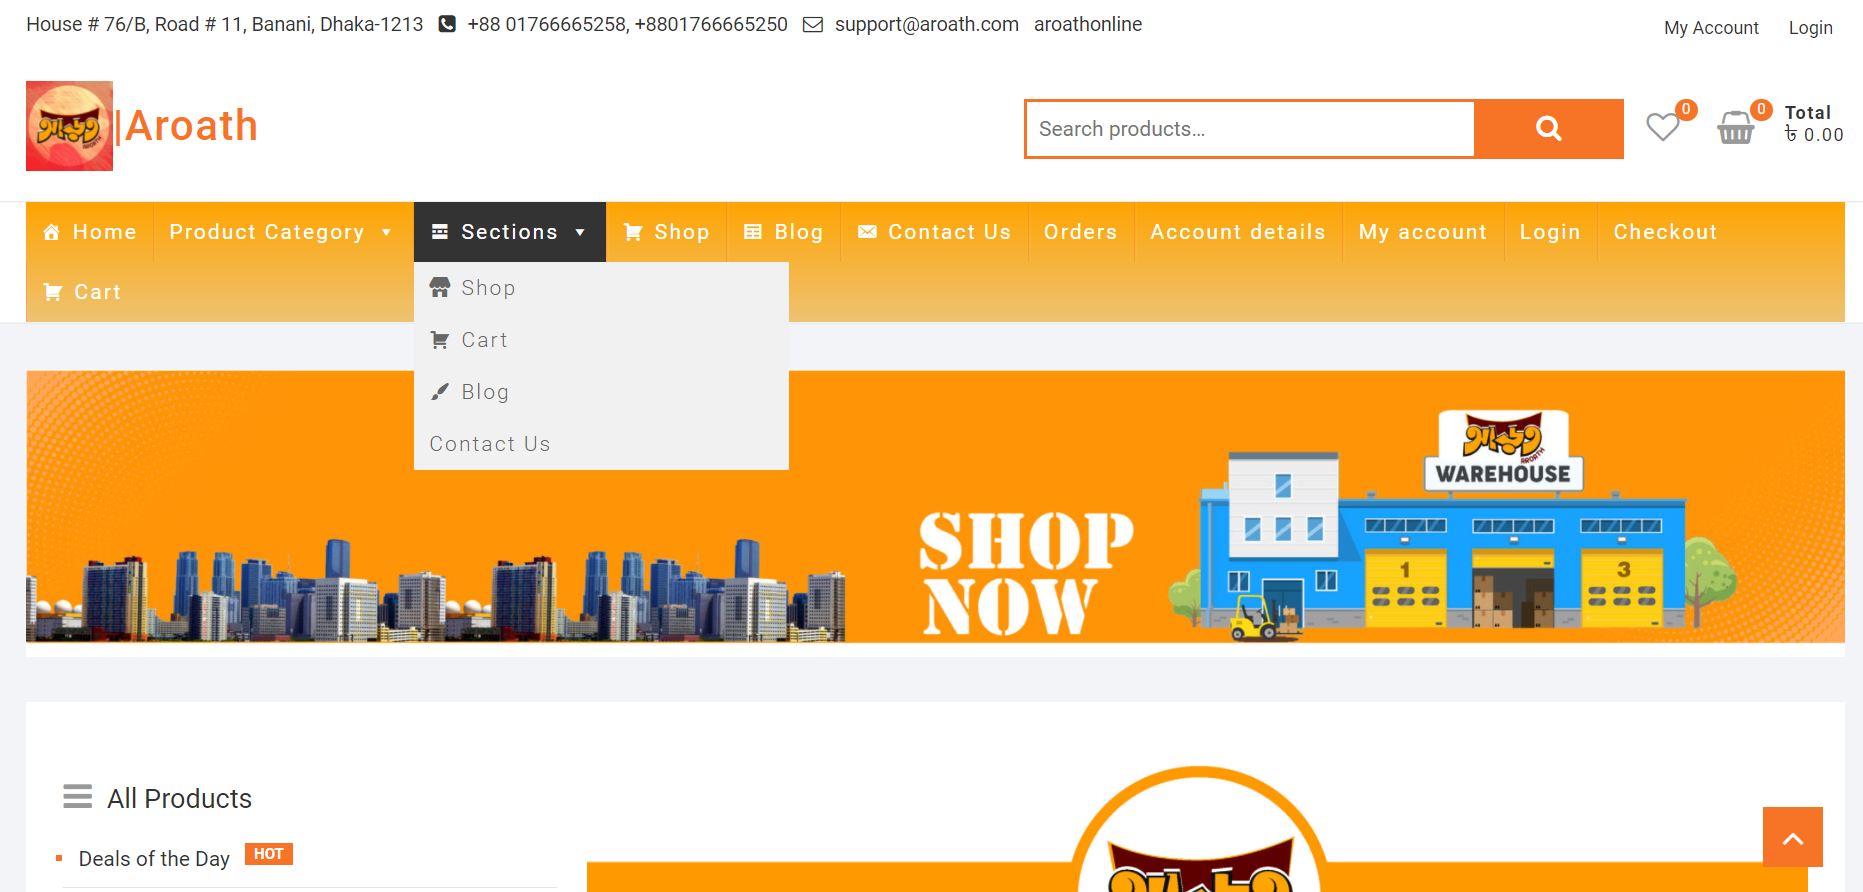 House # 76/B, Road # 11, Banani, Dhaka-1213 +88 01766665258, +8801766665250 support@aroath.com aroathonline
My Account Login
|Aroath
Search products...
0
0
Total
৳ 0.00
Home Product Category Sections Shop Blog Contact Us Orders Account details My account Login Checkout
Cart
Shop
Cart
Blog
Contact Us
WAREHOUSE
SHOP
NOW
1
3
All Products
Deals of the Day HOT